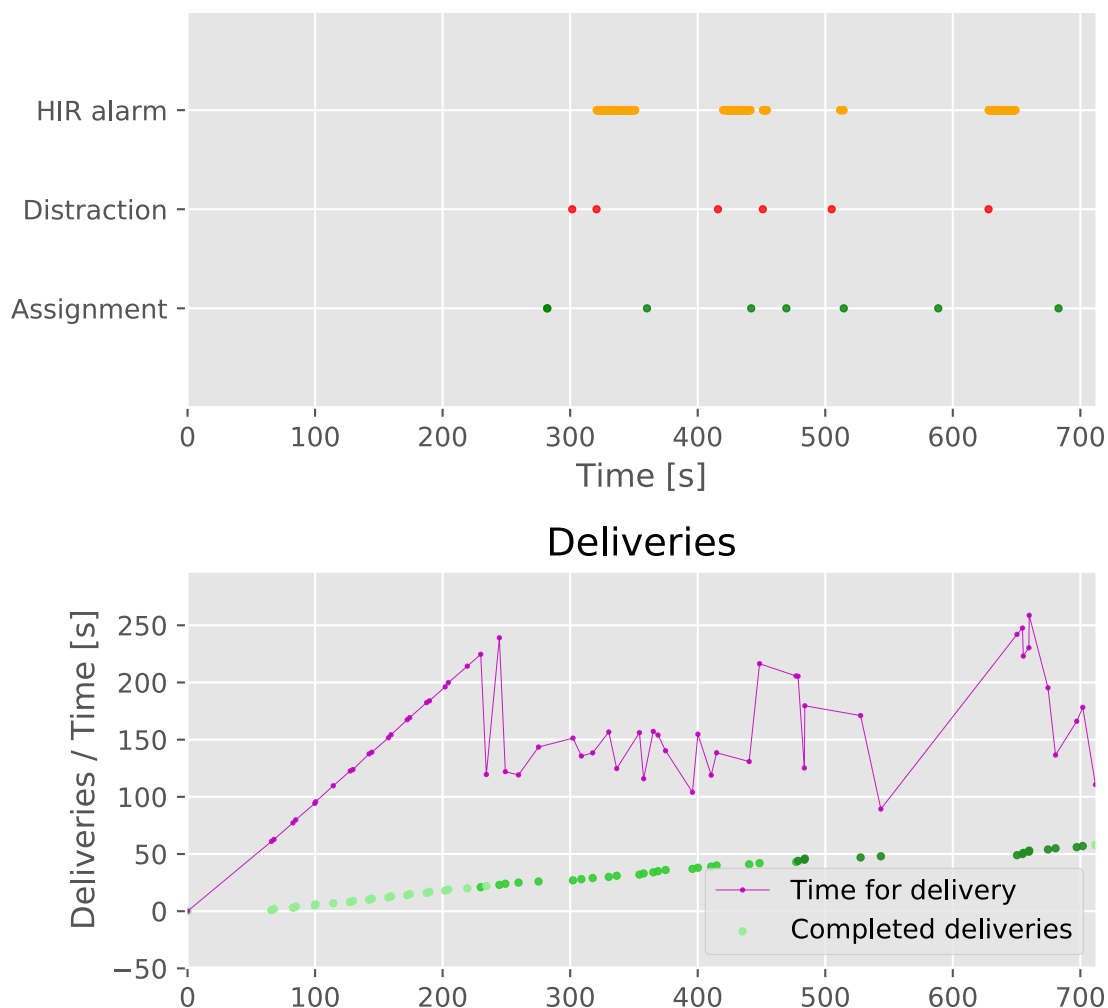 HIR alarm
Distraction
Assignment
0 100 200 300 400 500 600 700
Time [s]
Deliveries
Deliveries / Time [s]
250
200
150
100
50
0
−50
Time for delivery
Completed deliveries
0 100 200 300 400 500 600 700